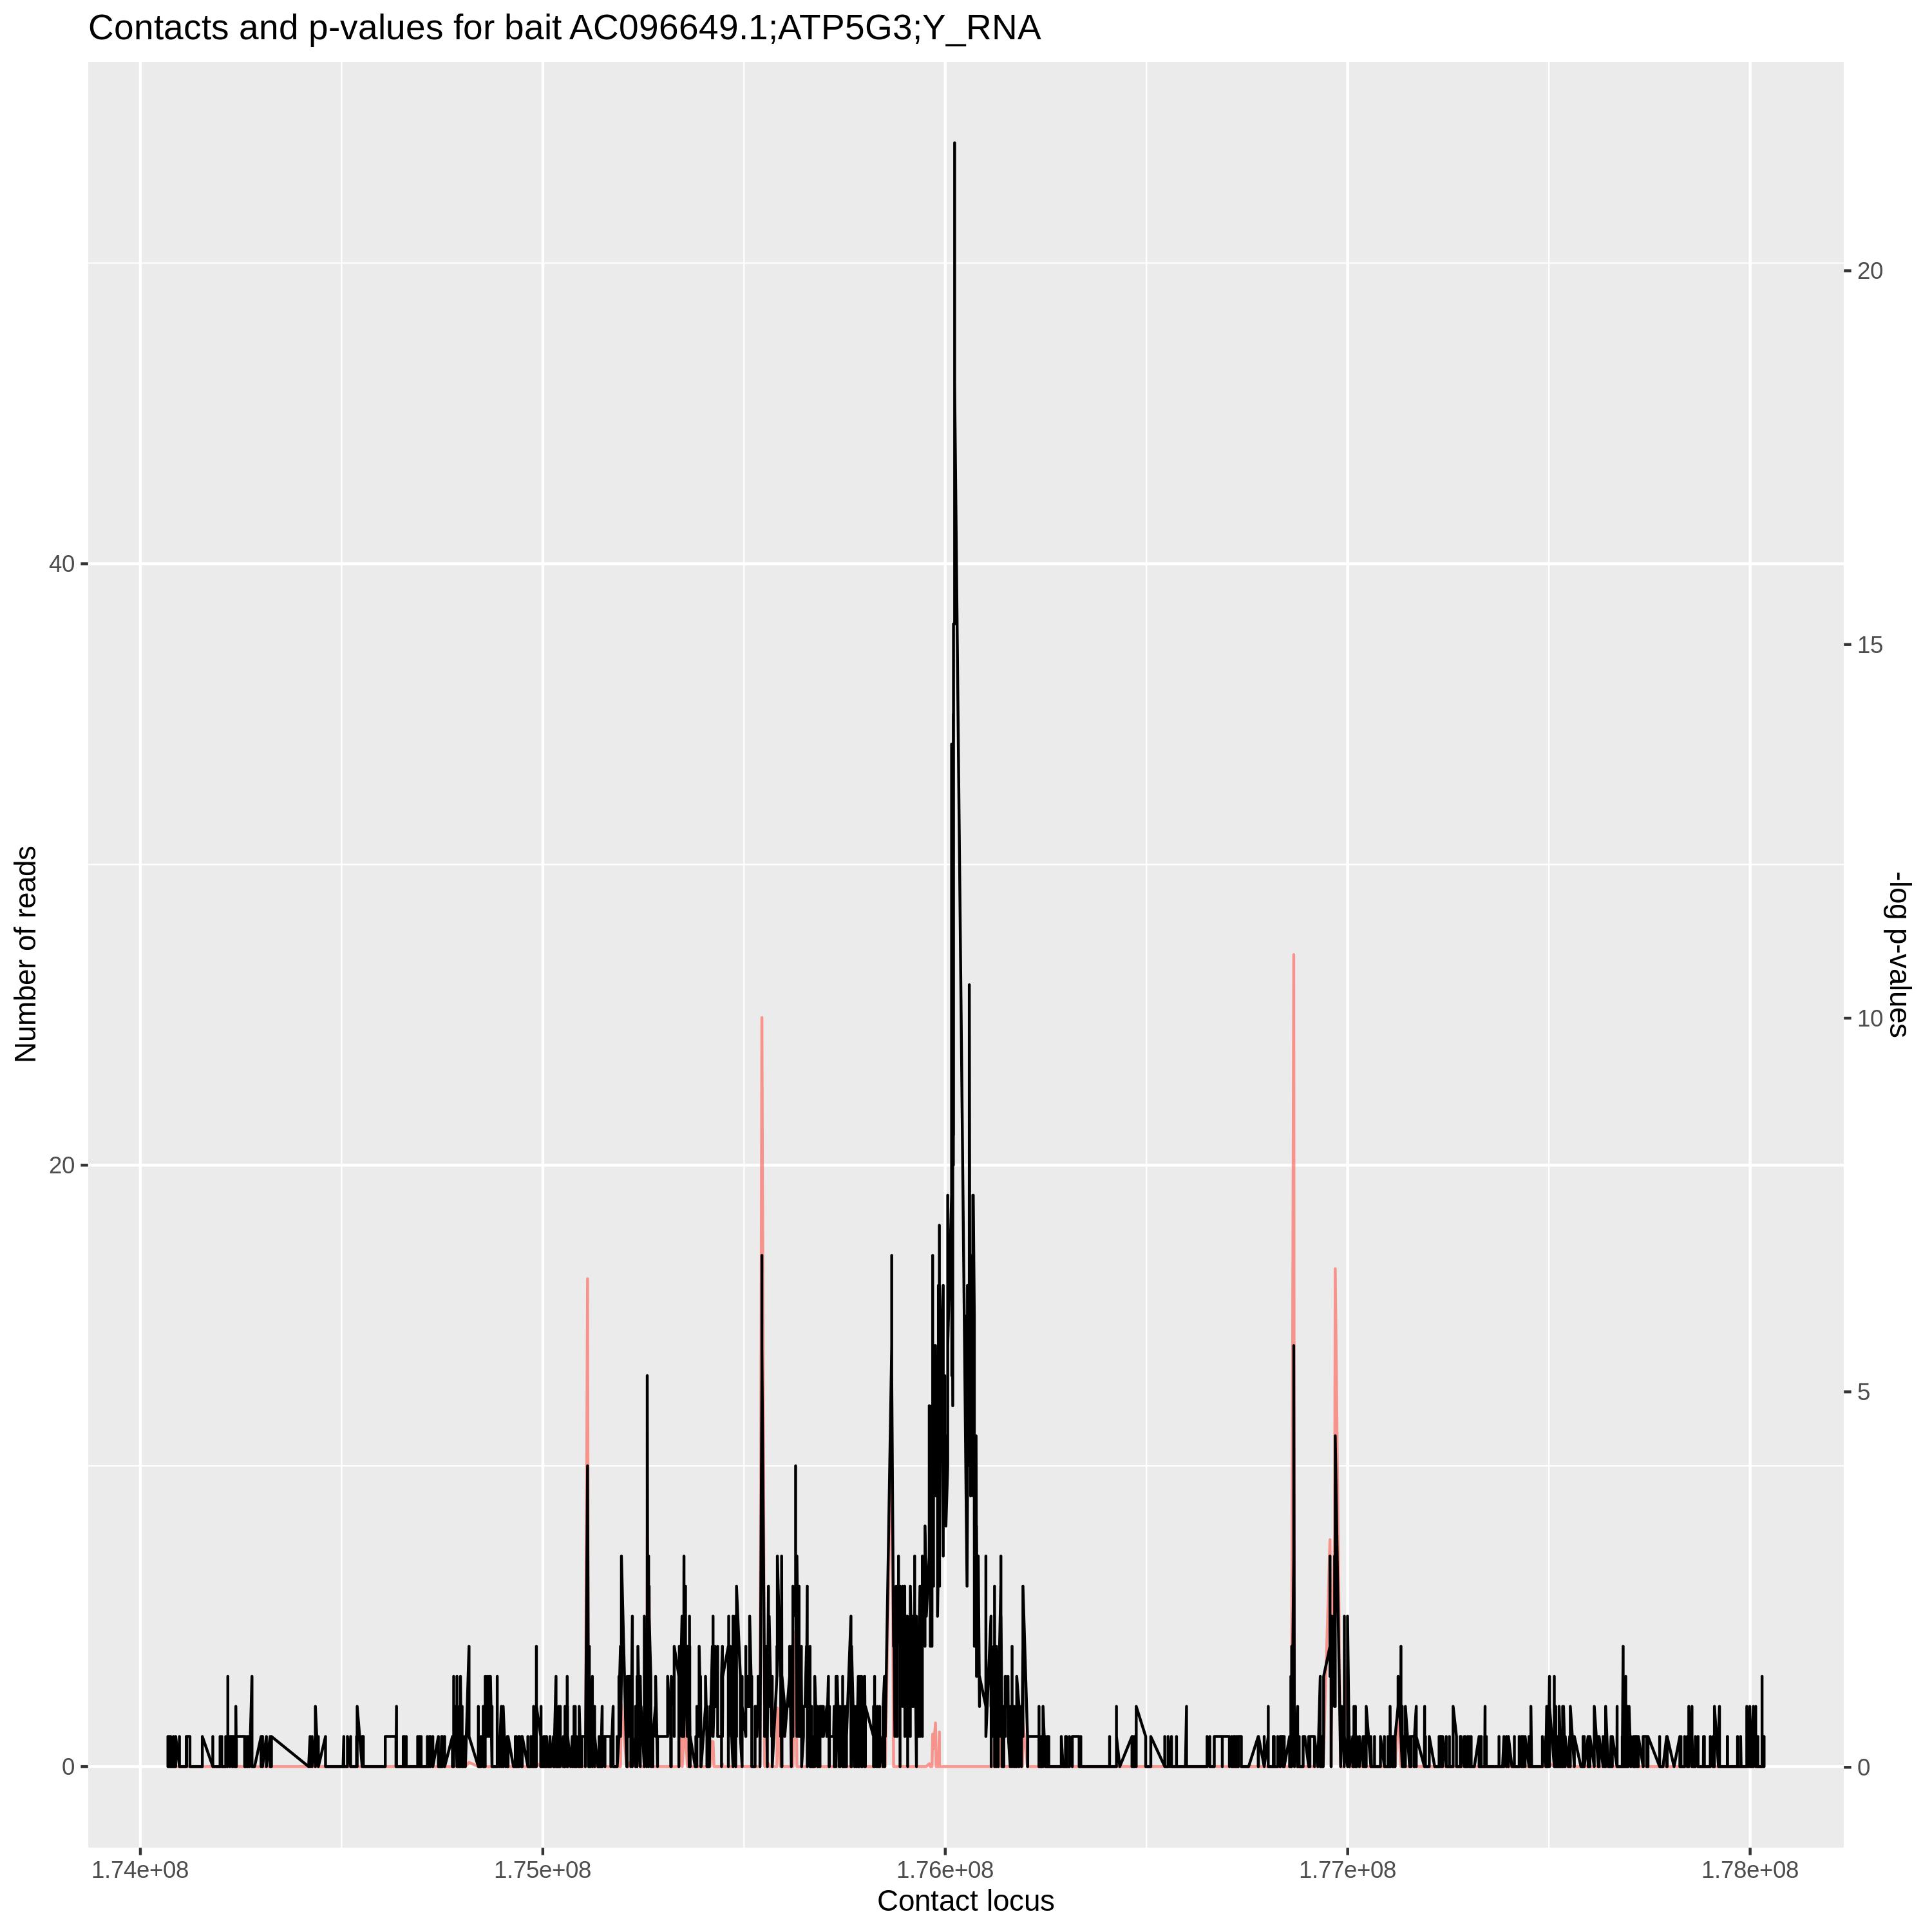 Contacts and p-values for bait AC096649.1;ATP5G3;Y_RNA
Number of reads
40
20
0
20
15
10
5
0
-log p-values
1.74e+08 1.75e+08 1.76e+08 1.77e+08 1.78e+08
Contact locus